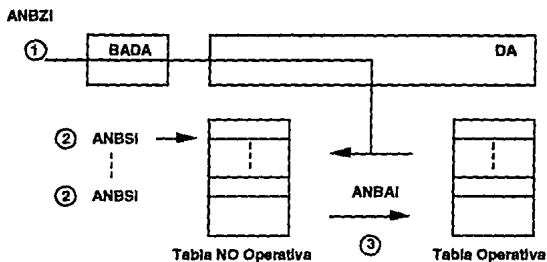 ANBZI
① BADA DA
② ANBSI
② ANBSI
ANBAI
③
Tabla NO Operativa Tabla Operativa